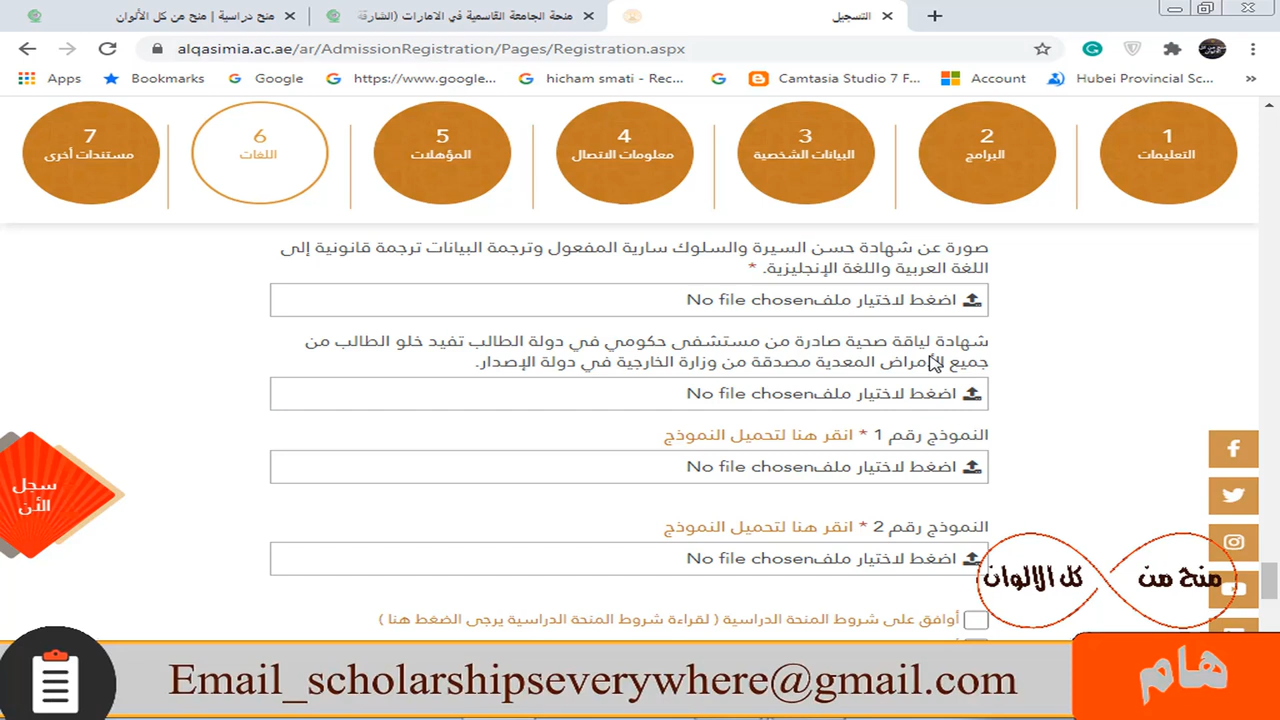 منح دراسية | منح من كل الألوان
منحة الجامعة القاسمية في الامارات (الشارقة
التسجيل
alqasimia.ac.ae/ar/AdmissionRegistration/Pages/Registration.aspx
Apps
Bookmarks
Google
https://www.google...
hicham smati - Rec...
Camtasia Studio 7 F...
Account
Hubei Provincial Sc...
»
1
التعليمات
2
البرامج
3
البيانات الشخصية
4
معلومات الاتصال
5
المؤهلات
6
اللغات
7
مستندات أخرى
صورة عن شهادة حسن السيرة والسلوك سارية المفعول وترجمة البيانات ترجمة قانونية إلى
اللغة العربية واللغة الإنجليزية. *
اضغط لاختيار ملفNo file chosen
شهادة لياقة صحية صادرة من مستشفى حكومي في دولة الطالب تفيد خلو الطالب من
جميع الأمراض المعدية مصدقة من وزارة الخارجية في دولة الإصدار.
اضغط لاختيار ملفNo file chosen
النموذج رقم 1 * انقر هنا لتحميل النموذج
اضغط لاختيار ملفNo file chosen
النموذج رقم 2 * انقر هنا لتحميل النموذج
اضغط لاختيار ملفNo file chosen
أوافق على شروط المنحة الدراسية ( لقراءة شروط المنحة الدراسية يرجى الضغط هنا )
سجل
الأن
منح من كل الالوان
Email_scholarshipseverywhere@gmail.com
هام